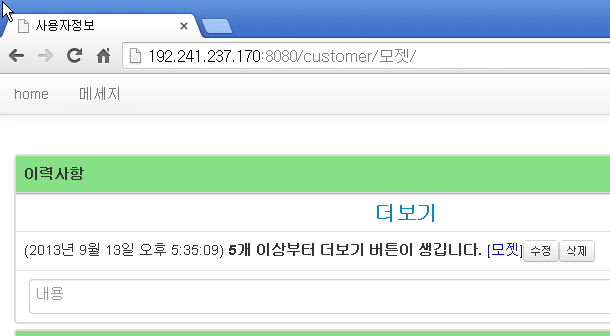 사용자정보
192.241.237.170:8080/customer/모젯/
home 메세지
이력사항
더보기
(2013년 9월 13일 오후 5:35:09) 5개 이상부터 더보기 버튼이 생깁니다. [모젯] 수정 삭제
내용